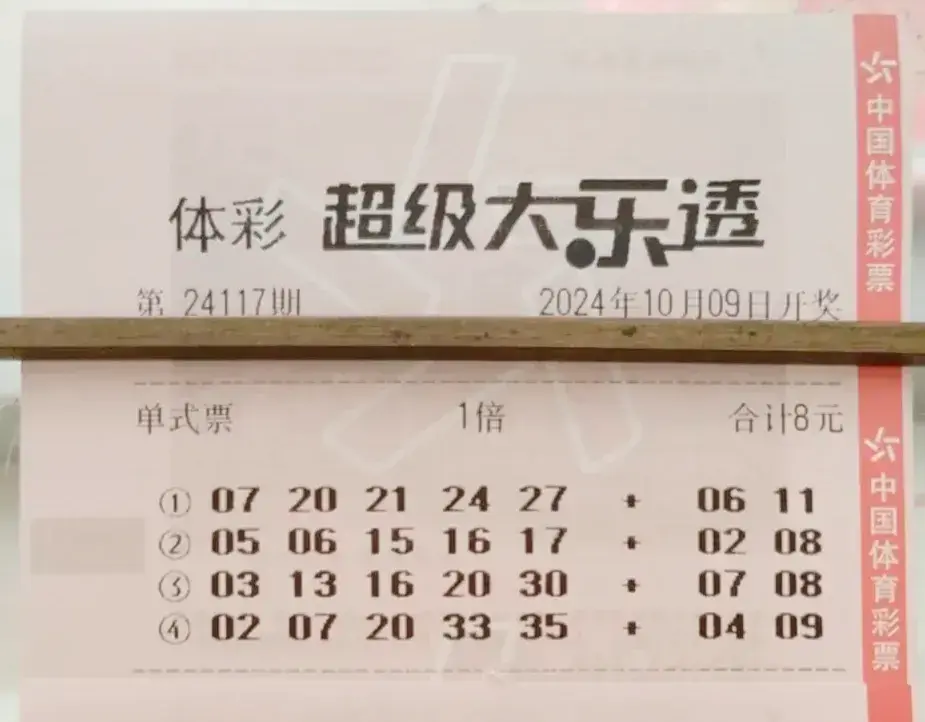 体彩 超级大乐透
第 24117期 2024年10月09日开奖
单式票 1倍 合计8元
① 07 20 21 24 27 + 06 11
② 05 06 15 16 17 + 02 08
③ 03 13 16 20 30 + 07 08
④ 02 07 20 33 35 + 04 09
中国体育彩票
中国体育彩票